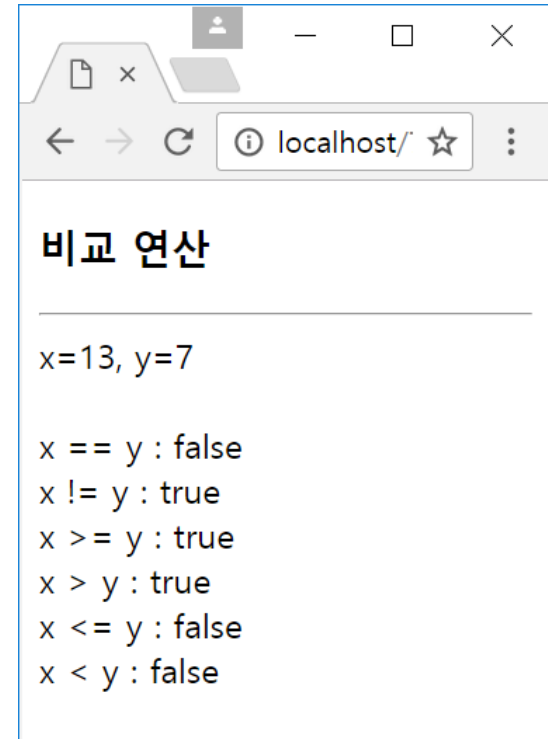 localhost/
비교 연산
x=13, y=7
x == y : false
x != y : true
x >= y : true
x > y : true
x <= y : false
x < y : false